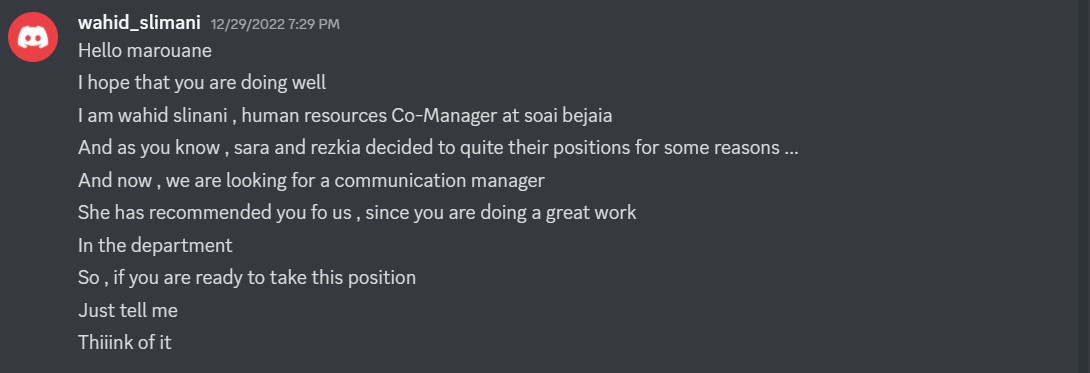 wahid_slimani 12/29/2022 7:29 PM
Hello marouane
I hope that you are doing well
I am wahid slinani , human resources Co-Manager at soai bejaia
And as you know , sara and rezkia decided to quite their positions for some reasons ...
And now , we are looking for a communication manager
She has recommended you fo us , since you are doing a great work
In the department
So , if you are ready to take this position
Just tell me
Thiiink of it